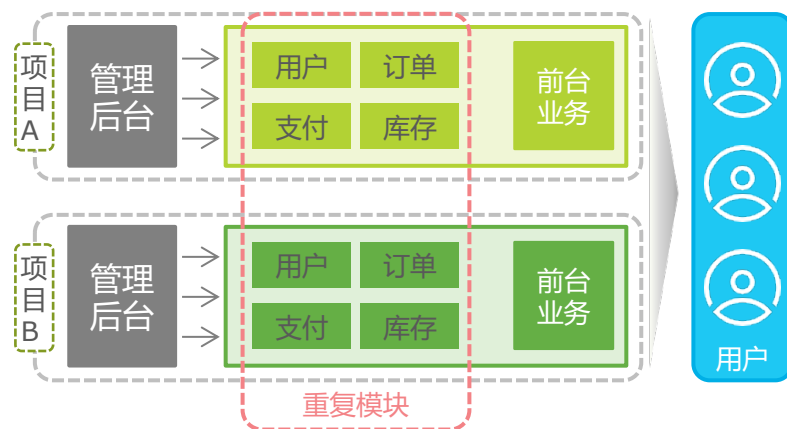 项
目
A
管理
后台
用户
订单
支付
库存
前台
业务
项
目
B
管理
后台
用户
订单
支付
库存
前台
业务
重复模块
用户